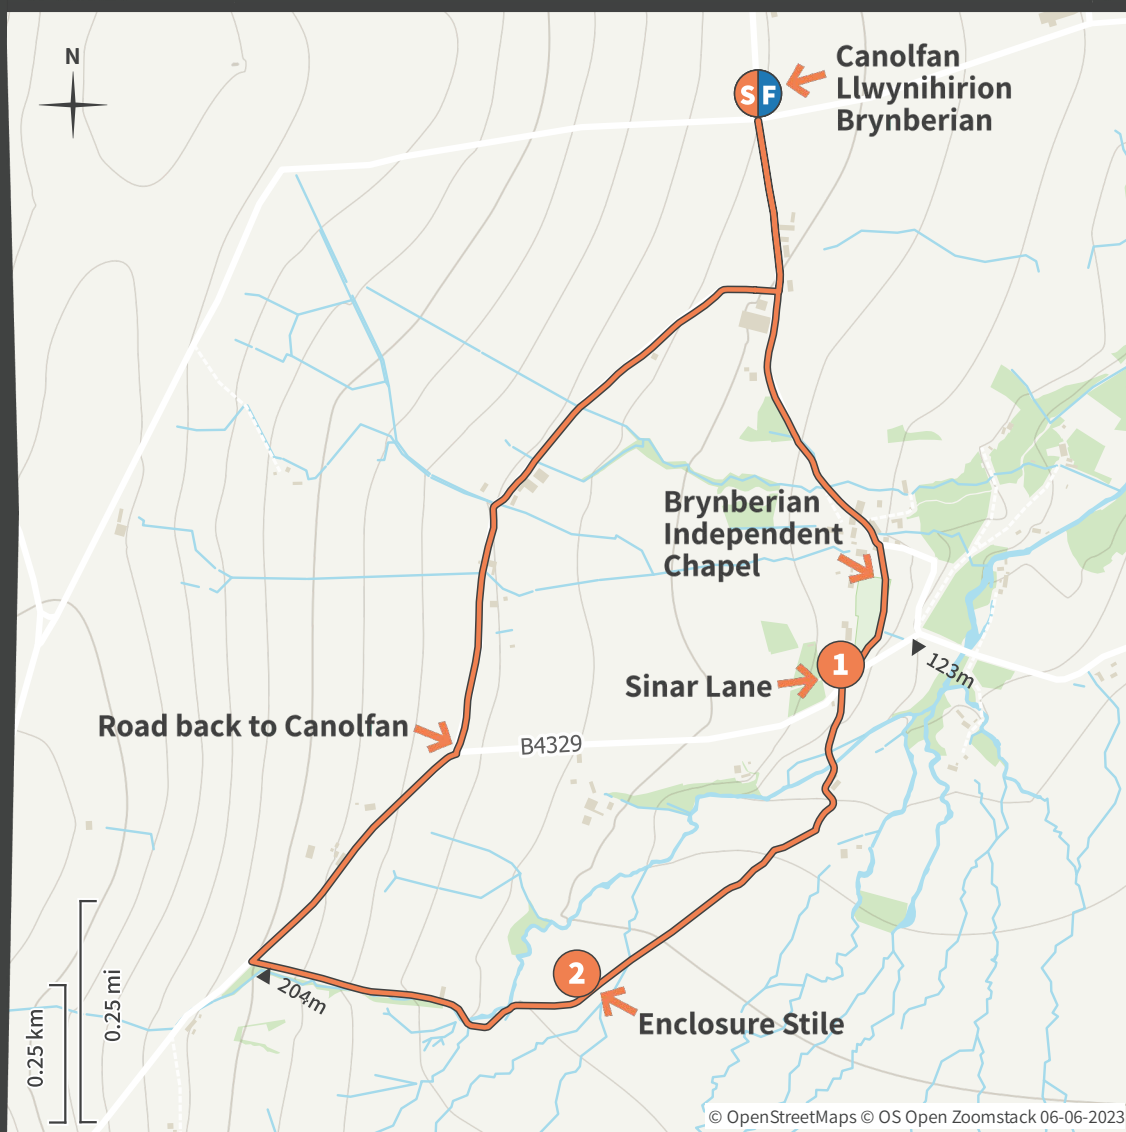 N
S F
Canolfan
Llwynihirion
Brynberian
Brynberian
Independent
Chapel
1
123m
Sinar Lane
Road back to Canolfan
B4329
2
204m
Enclosure Stile
0.25 mi
0.25 km
© OpenStreetMaps © OS Open Zoomstack 06-06-2023